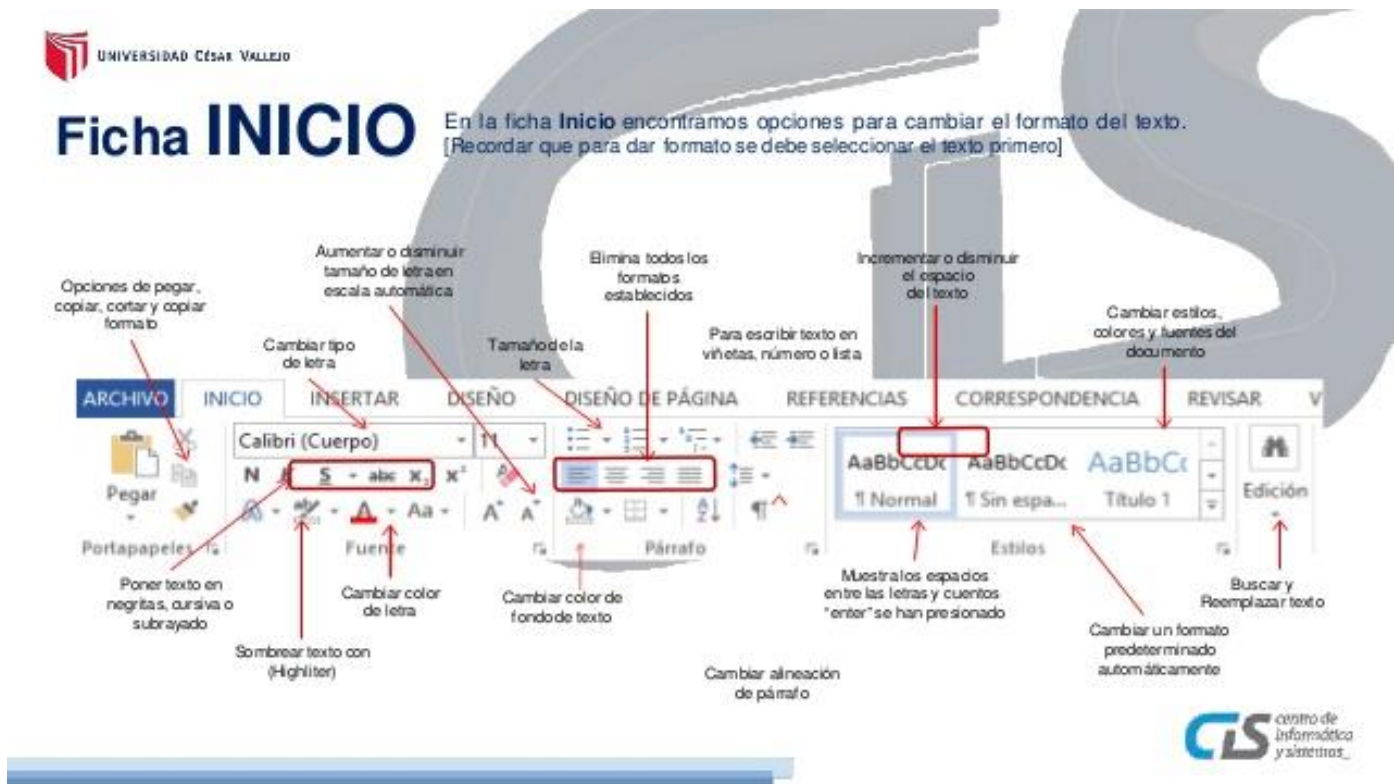 UNIVERSIDAD CÉSAR VALLEJO
Ficha INICIO
En la ficha Inicio encontramos opciones para cambiar el formato del texto.
[Recordar que para dar formato se debe seleccionar el texto primero]
Opciones de pegar,
copiar, cortar y copiar
formato
Aumentar o disminuir
tamaño de letra en
escala automática
Elimina todos los
formatos
establecidos
Incrementar o disminuir
el espacio
del texto
Cambiar tipo
de letra
Tamaño de la
letra
Para escribir texto en
viñetas, número o lista
Cambiar estilos,
colores y fuentes del
documento
ARCHIVO INICIO INSERTAR DISEÑO DISEÑO DE PÁGINA REFERENCIAS CORRESPONDENCIA REVISAR V
Calibri (Cuerpo) 11
N K S abc X₂ X²
A aby A Aa A A
Pegar
AaBbCcDc AaBbCcDc AaBbCc
¶ Normal ¶ Sin espa... Título 1
Edición
Portapapeles Fuente Párrafo Estilos
Poner texto en
negritas, cursiva o
subrayado
Sombrear texto con
(Highliter)
Cambiar color
de letra
Cambiar color de
fondo de texto
Muestra los espacios
entre las letras y cuentos
"enter" se han presionado
Cambiar alineación
de párrafo
Cambiar un formato
predeterminado
automáticamente
Buscar y
Reemplazar texto
CiS
centro de
informática
y sistemas_